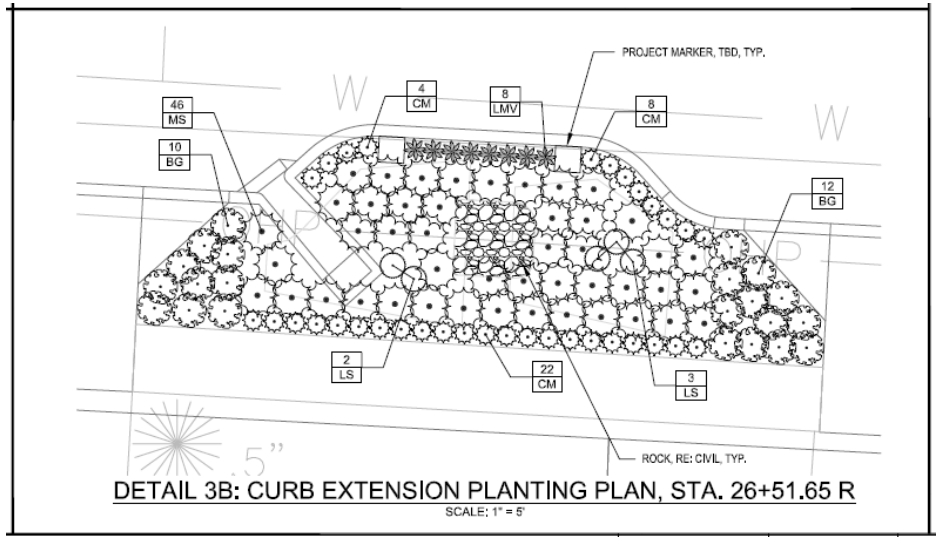 PROJECT MARKER, TBD, TYP.
W
4
CM
8
LMV
8
CM
W
46
MS
10
BG
12
BG
UP
2
LS
22
CM
3
LS
.5"
ROCK, RE: CIVIL, TYP.
DETAIL 3B: CURB EXTENSION PLANTING PLAN, STA. 26+51.65 R
SCALE: 1" = 5'